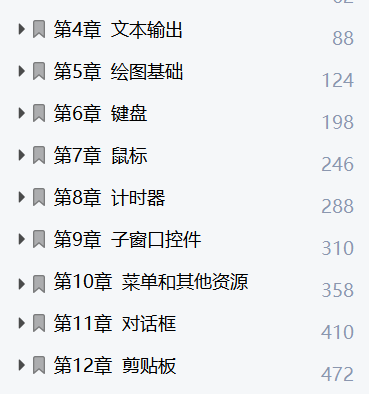 第4章 文本输出 88
第5章 绘图基础 124
第6章 键盘 198
第7章 鼠标 246
第8章 计时器 288
第9章 子窗口控件 310
第10章 菜单和其他资源 358
第11章 对话框 410
第12章 剪贴板 472